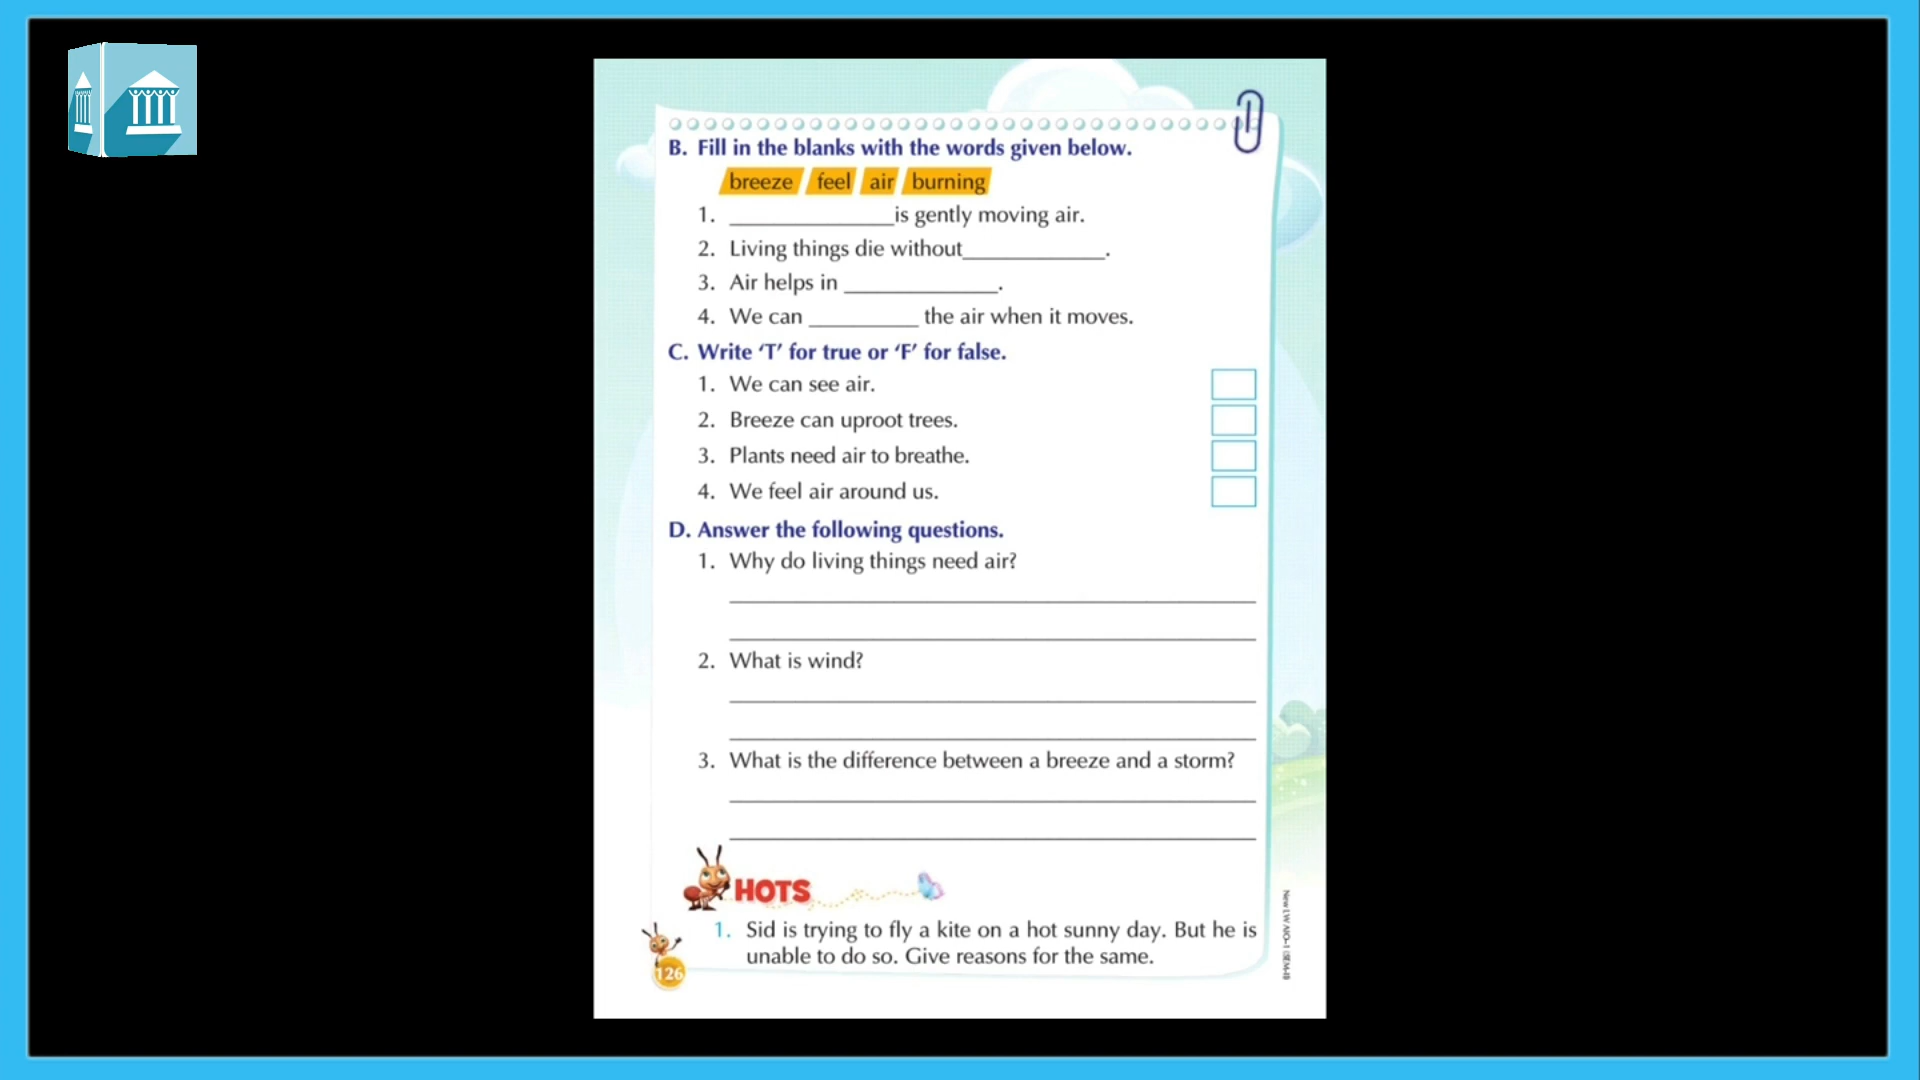 B. Fill in the blanks with the words given below.
breeze feel air burning
1. _______________is gently moving air.
2. Living things die without_____________.
3. Air helps in ______________.
4. We can __________ the air when it moves.
C. Write ‘T’ for true or ‘F’ for false.
1. We can see air.
2. Breeze can uproot trees.
3. Plants need air to breathe.
4. We feel air around us.
D. Answer the following questions.
1. Why do living things need air?
2. What is wind?
3. What is the difference between a breeze and a storm?
HOTS
1. Sid is trying to fly a kite on a hot sunny day. But he is
unable to do so. Give reasons for the same.
126